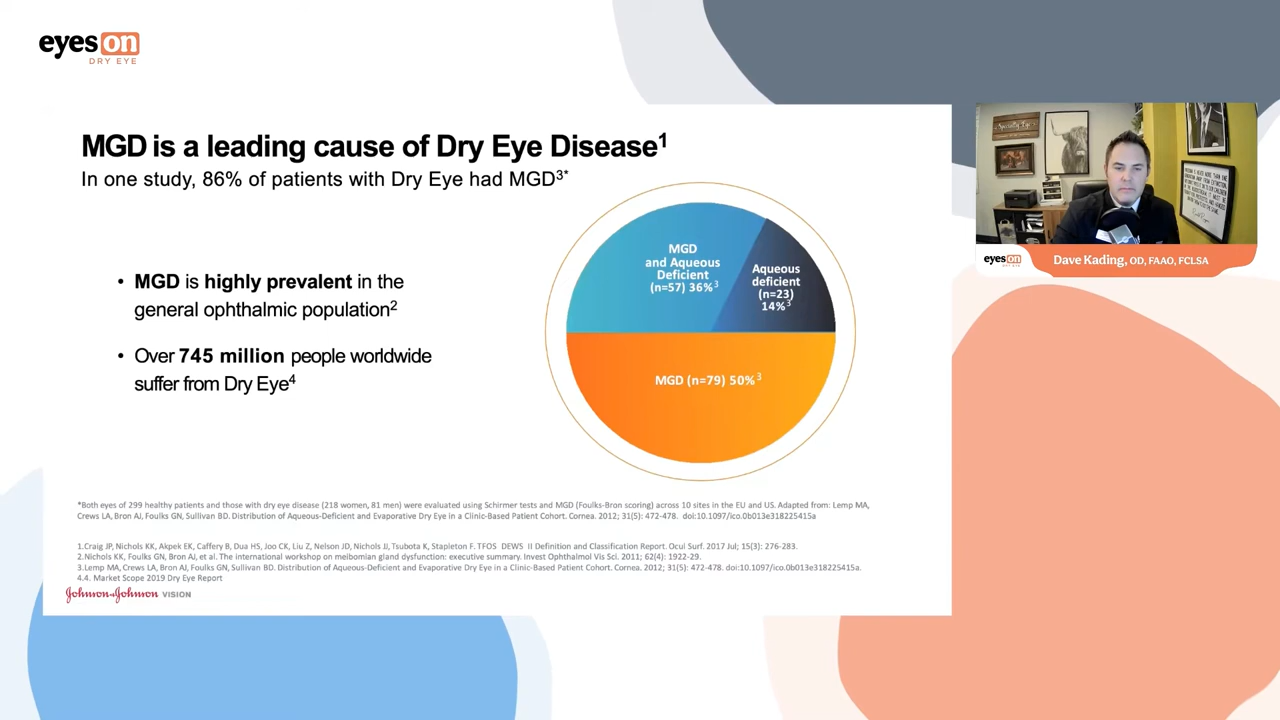 eyes on
DRY EYE
MGD is a leading cause of Dry Eye Disease1
In one study, 86% of patients with Dry Eye had MGD3*
• MGD is highly prevalent in the
general ophthalmic population2
• Over 745 million people worldwide
suffer from Dry Eye4
MGD
and Aqueous
Deficient
(n=57) 36%3
Aqueous
deficient
(n=23)
14%3
MGD (n=79) 50%3
*Both eyes of 299 healthy patients and those with dry eye disease (218 women, 81 men) were evaluated using Schirmer tests and MGD (Foulks-Bron scoring) across 10 sites in the EU and US. Adapted from: Lemp MA,
Crews LA, Bron AJ, Foulks GN, Sullivan BD. Distribution of Aqueous-Deficient and Evaporative Dry Eye in a Clinic-Based Patient Cohort. Cornea. 2012; 31(5): 472-478. doi:10.1097/ico.0b013e318225415a
1.Craig JP, Nichols KK, Akpek EK, Caffery B, Dua HS, Joo CK, Liu Z, Nelson JD, Nichols JJ, Tsubota K, Stapleton F. TFOS DEWS II Definition and Classification Report. Ocul Surf. 2017 Jul; 15(3): 276-283.
2.Nichols KK, Foulks GN, Bron AJ, et al. The international workshop on meibomian gland dysfunction: executive summary. Invest Ophthalmol Vis Sci. 2011; 62(4): 1922-29.
3.Lemp MA, Crews LA, Bron AJ, Foulks GN, Sullivan BD. Distribution of Aqueous-Deficient and Evaporative Dry Eye in a Clinic-Based Patient Cohort. Cornea. 2012; 31(5): 472-478. doi:10.1097/ico.0b013e318225415a.
4.4. Market Scope 2019 Dry Eye Report
Johnson & Johnson VISION
eyes on
DRY EYE
Dave Kading, OD, FAAO, FCLSA